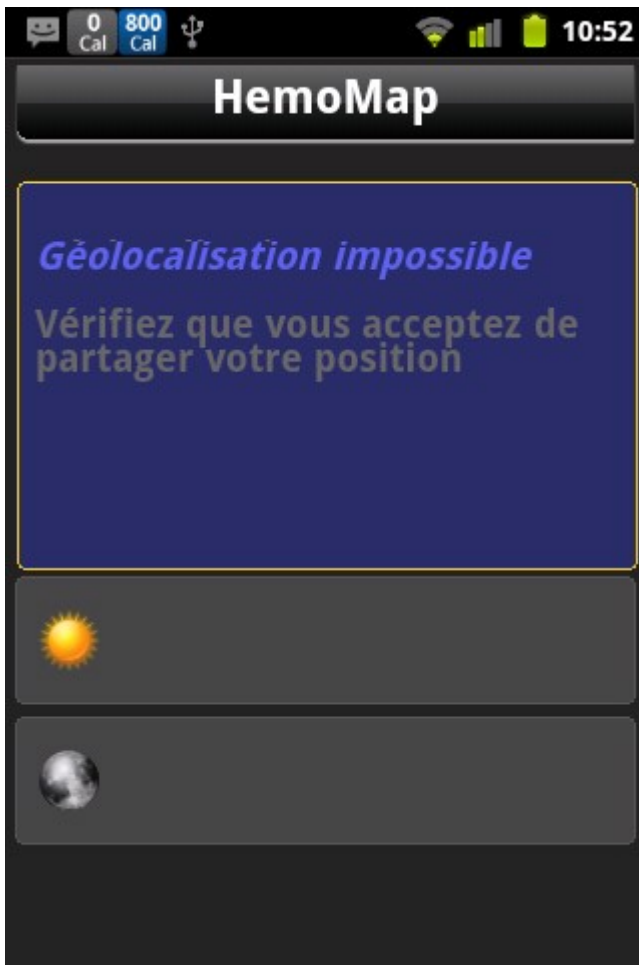 0
Cal
800
Cal
10:52
HemoMap
Géolocalisation impossible
Vérifiez que vous acceptez de
partager votre position